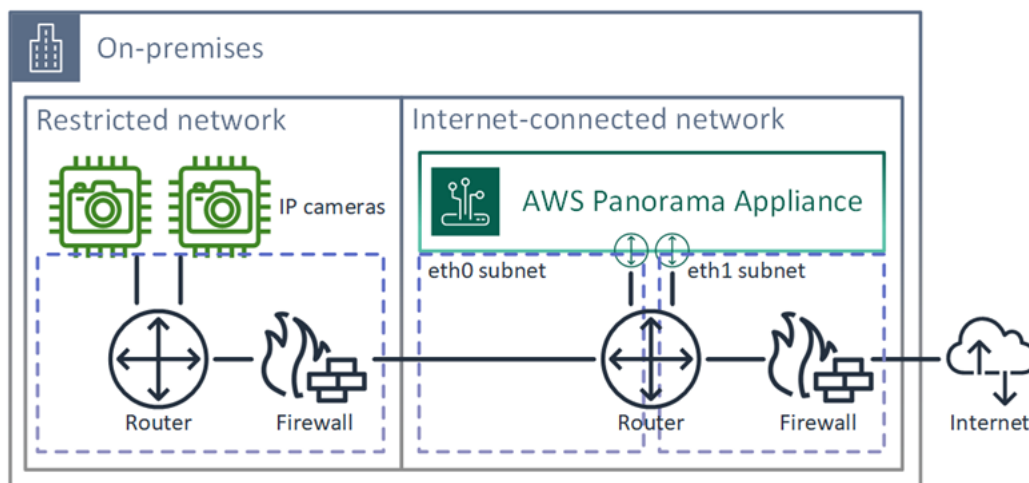 On-premises
Restricted network
Internet-connected network
IP cameras
AWS Panorama Appliance
eth0 subnet
eth1 subnet
Router
Firewall
Router
Firewall
Internet